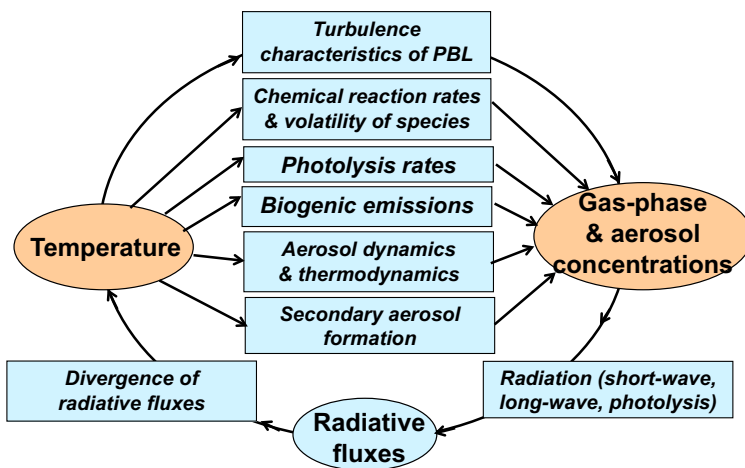 Turbulence
characteristics of PBL
Chemical reaction rates
& volatility of species
Photolysis rates
Biogenic emissions
Temperature
Gas-phase
& aerosol
concentrations
Aerosol dynamics
& thermodynamics
Secondary aerosol
formation
Divergence of
radiative fluxes
Radiation (short-wave,
long-wave, photolysis)
Radiative
fluxes